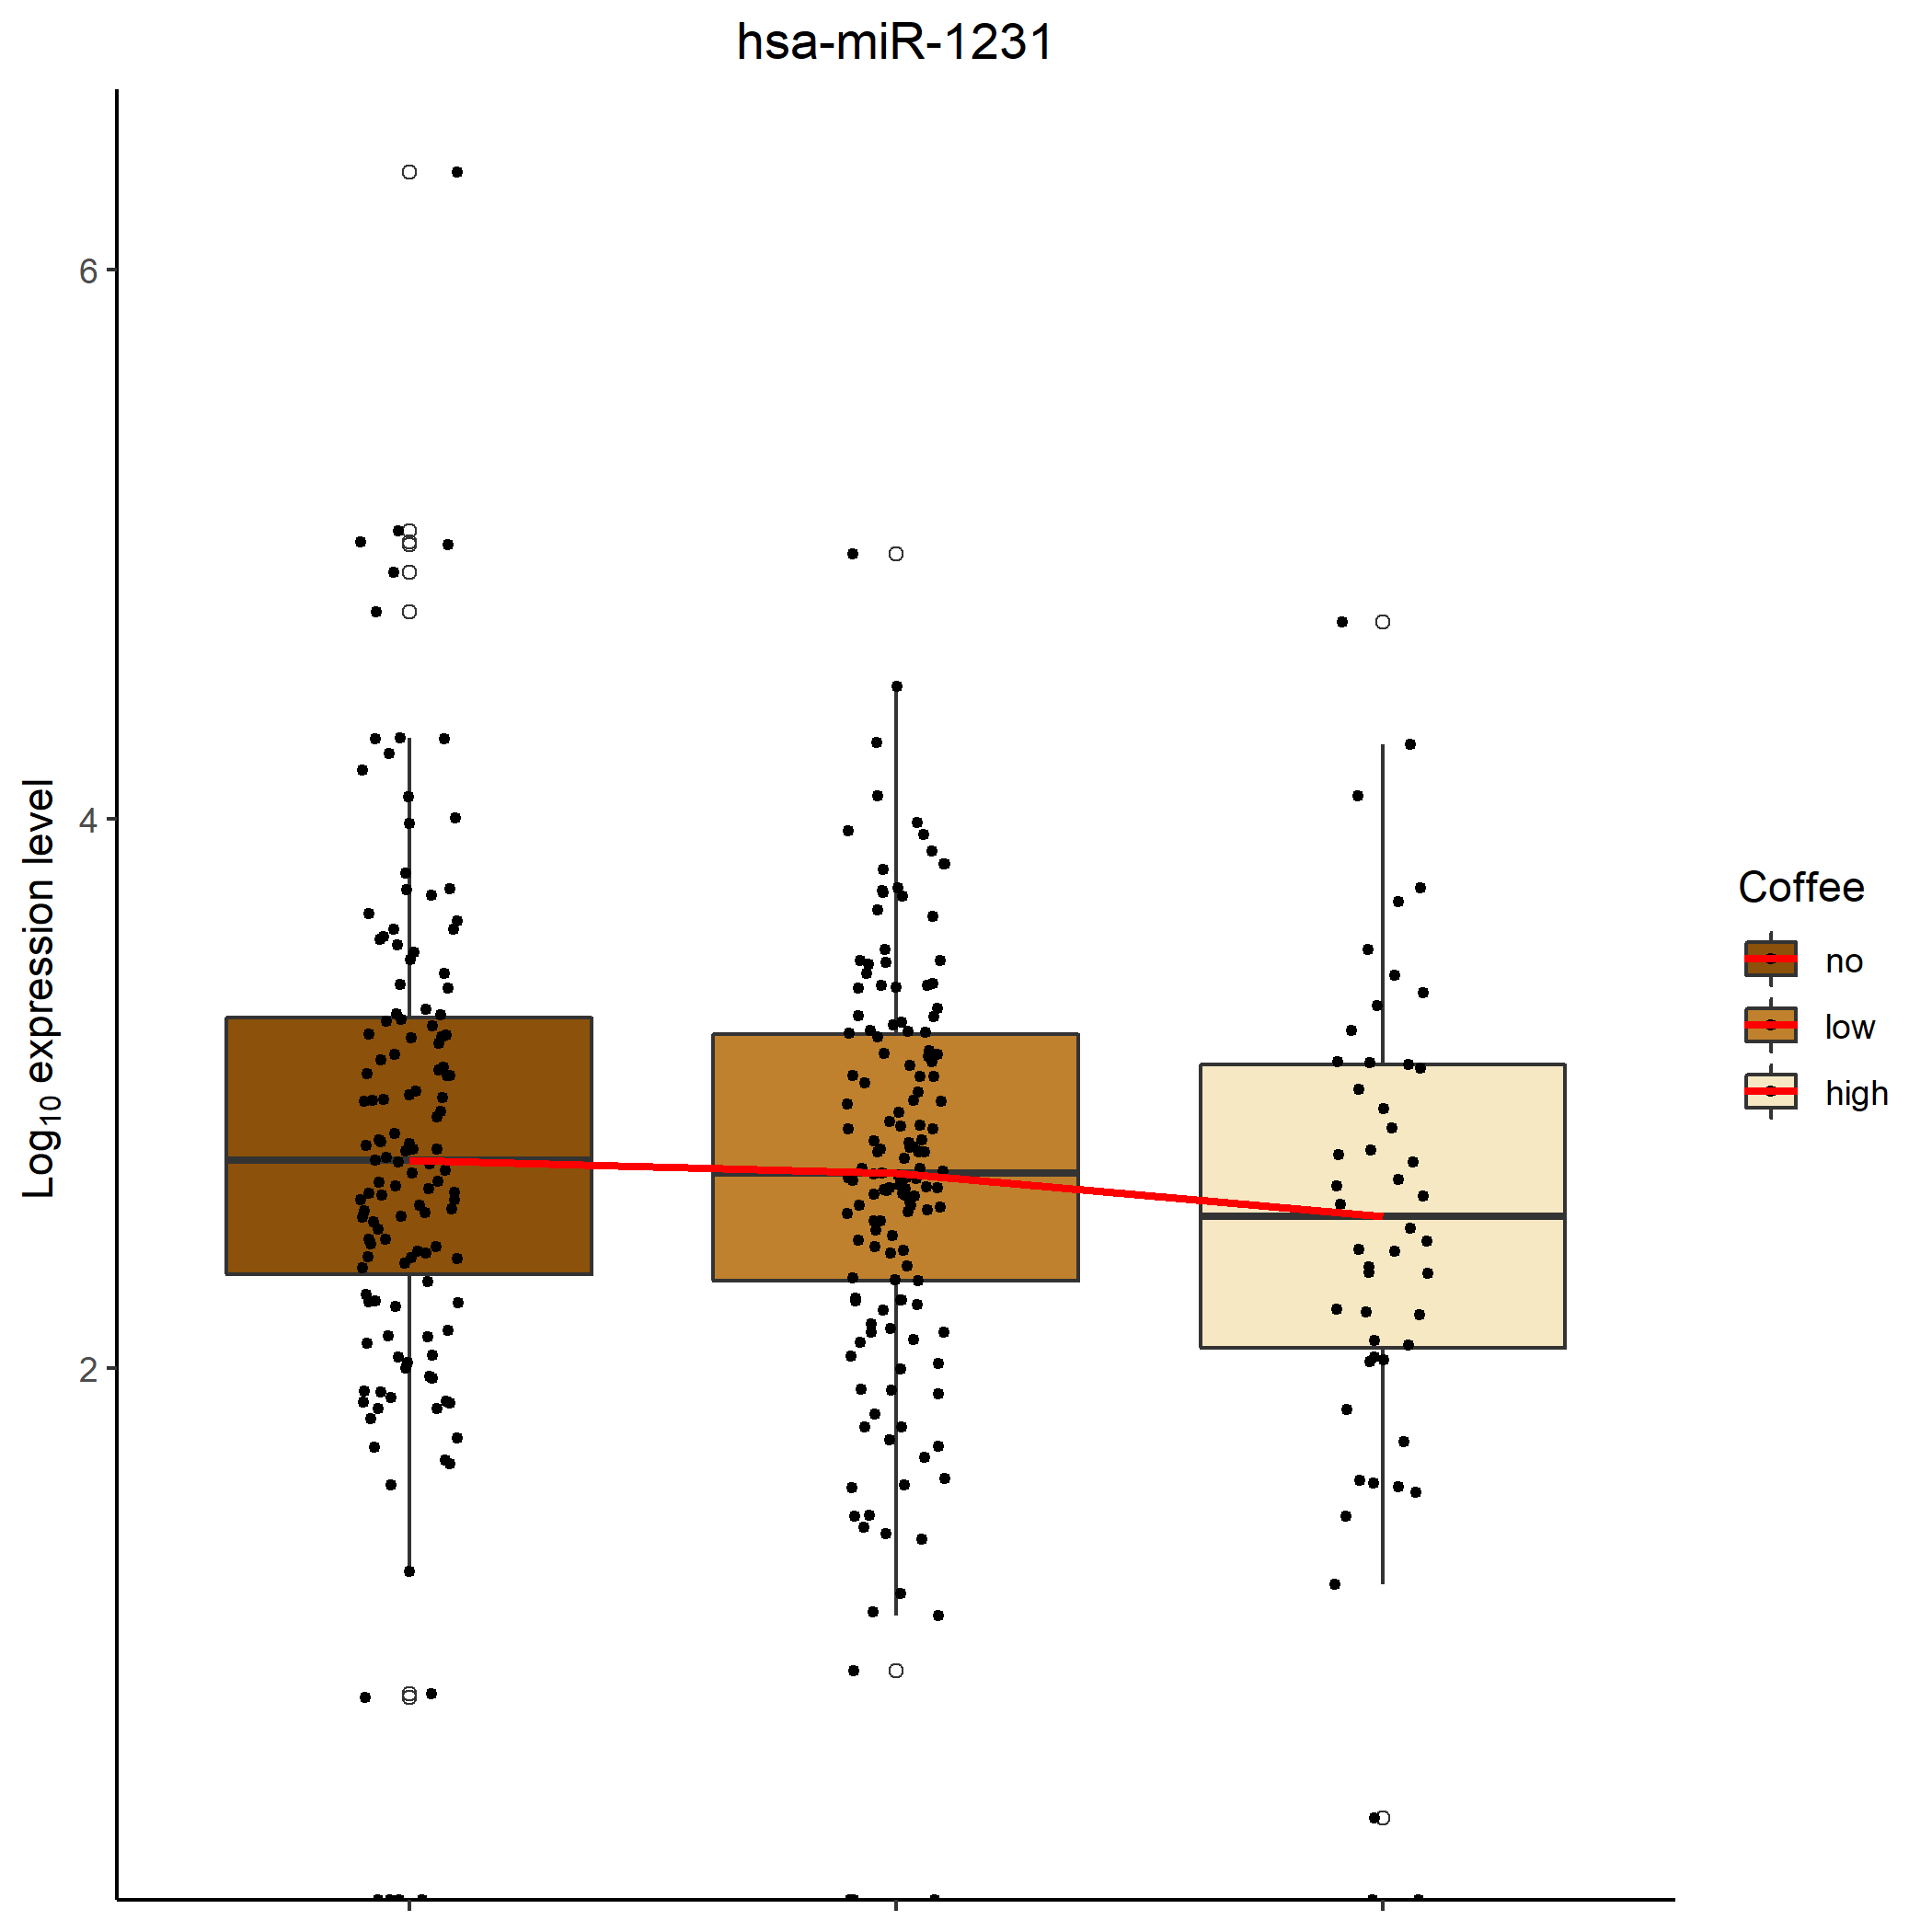 hsa-miR-1231
6
4
2
Log₁₀ expression level
Coffee
no
low
high